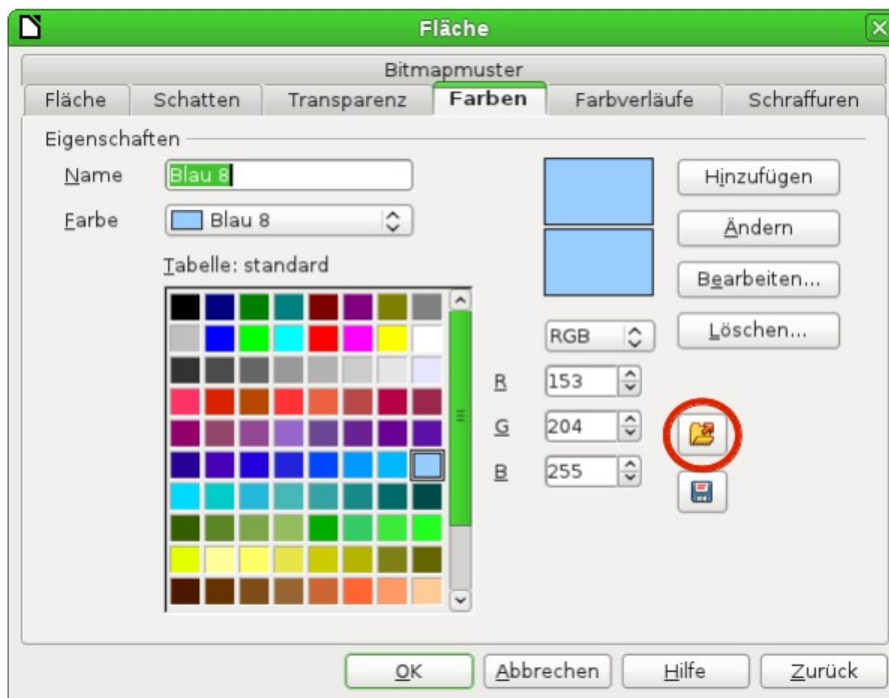 Fläche
Bitmapmuster
Fläche Schatten Transparenz Farben Farbverläufe Schraffuren
Eigenschaften
Name Blau 8 Hinzufügen
Farbe Blau 8 Ändern
Tabelle: standard Bearbeiten...
RGB Löschen...
R 153
G 204
B 255
OK Abbrechen Hilfe Zurück